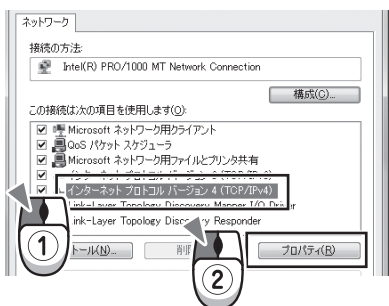 ネットワーク
接続の方法:
Intel(R) PRO/1000 MT Network Connection
構成(C)...
この接続は次の項目を使用します(O):
Microsoft ネットワーク用クライアント
QoS パケット スケジューラ
Microsoft ネットワーク用ファイルとプリンタ共有
インターネット プロトコル バージョン 4 (TCP/IPv4)
Link-Layer Topology Discovery Mapper I/O Driver
ink-Layer Topology Discovery Responder
トール(N)...
削
プロパティ(R)
1
2